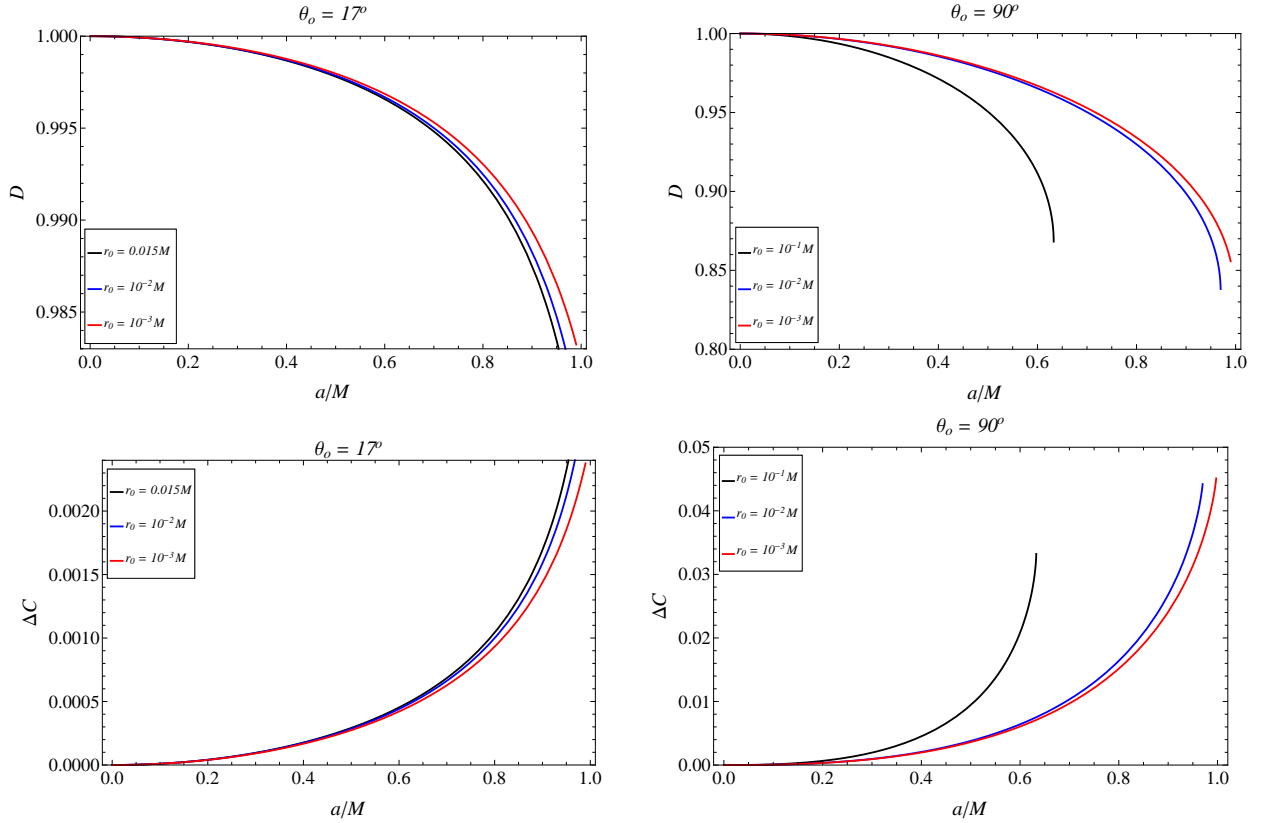 θₒ = 17ᵒ
1.000
0.995
0.990
0.985
D
r₀ = 0.015M
r₀ = 10⁻²M
r₀ = 10⁻³M
0.0 0.2 0.4 0.6 0.8 1.0
a/M
θₒ = 90ᵒ
1.00
0.95
0.90
0.85
0.80
D
r₀ = 10⁻¹M
r₀ = 10⁻²M
r₀ = 10⁻³M
0.0 0.2 0.4 0.6 0.8 1.0
a/M
θₒ = 17ᵒ
0.0020
0.0015
0.0010
0.0005
0.0000
ΔC
r₀ = 0.015M
r₀ = 10⁻²M
r₀ = 10⁻³M
0.0 0.2 0.4 0.6 0.8 1.0
a/M
θₒ = 90ᵒ
0.05
0.04
0.03
0.02
0.01
0.00
ΔC
r₀ = 10⁻¹M
r₀ = 10⁻²M
r₀ = 10⁻³M
0.0 0.2 0.4 0.6 0.8 1.0
a/M